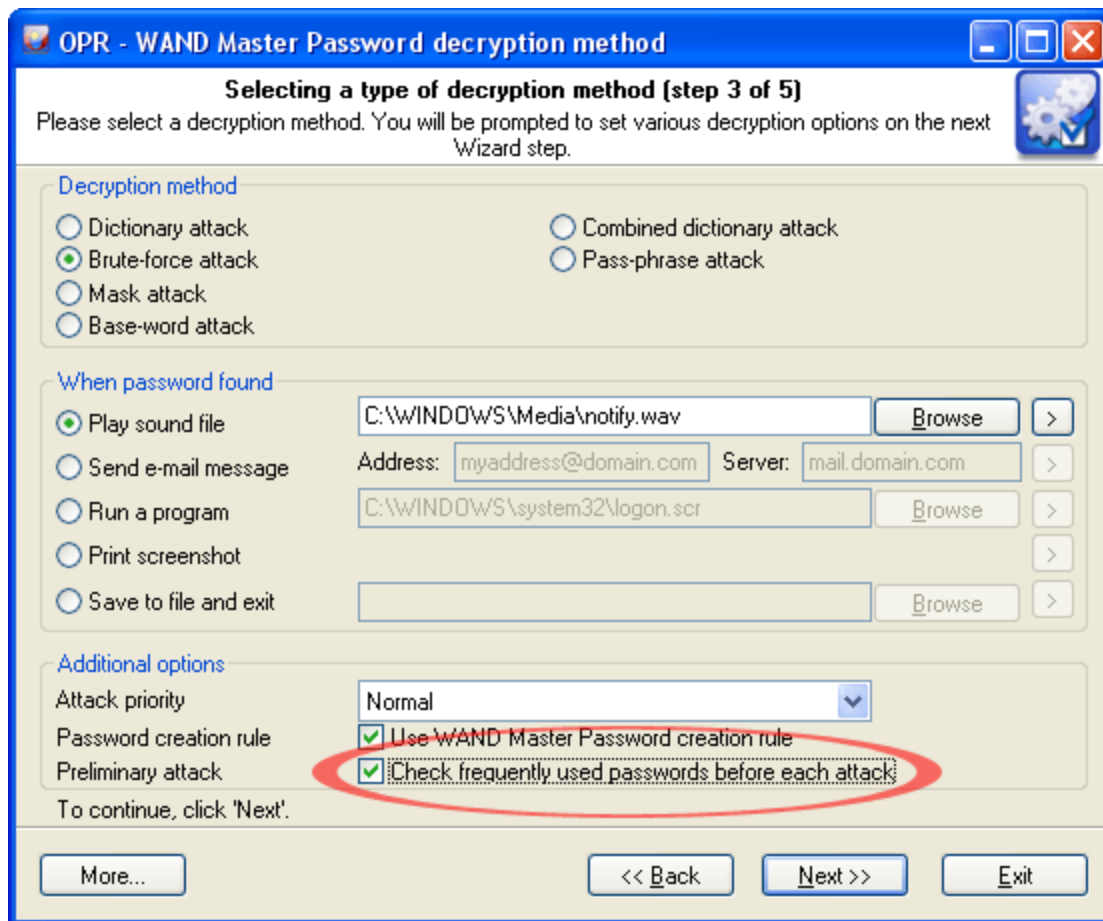 OPR - WAND Master Password decryption method
Selecting a type of decryption method (step 3 of 5)
Please select a decryption method. You will be prompted to set various decryption options on the next
Wizard step.
Decryption method
Dictionary attack Combined dictionary attack
Brute-force attack Pass-phrase attack
Mask attack
Base-word attack
When password found
Play sound file C:\WINDOWS\Media\notify.wav Browse >
Send e-mail message Address: myaddress@domain.com Server: mail.domain.com >
Run a program C:\WINDOWS\system32\logon.scr Browse >
Print screenshot >
Save to file and exit Browse >
Additional options
Attack priority Normal
Password creation rule Use WAND Master Password creation rule
Preliminary attack Check frequently used passwords before each attack
To continue, click 'Next'.
More... << Back Next >> Exit